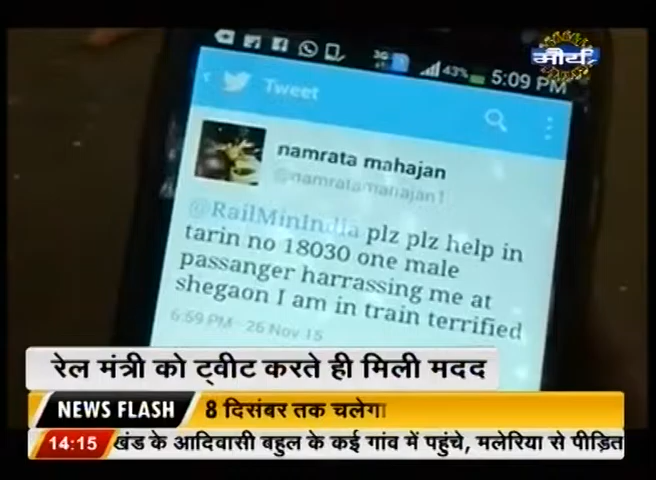 मौर्य
3G 43% 5:09 PM
Tweet
namrata mahajan
@namratamahajan1
@RailMinIndia plz plz help in
tarin no 18030 one male
passanger harrassing me at
shegaon I am in train terrified
6:59 PM · 26 Nov 15
रेल मंत्री को ट्वीट करते ही मिली मदद
NEWS FLASH 8 दिसंबर तक चलेगा
14:15 खंड के आदिवासी बहुल के कई गांव में पहुंचे, मलेरिया से पीड़ित